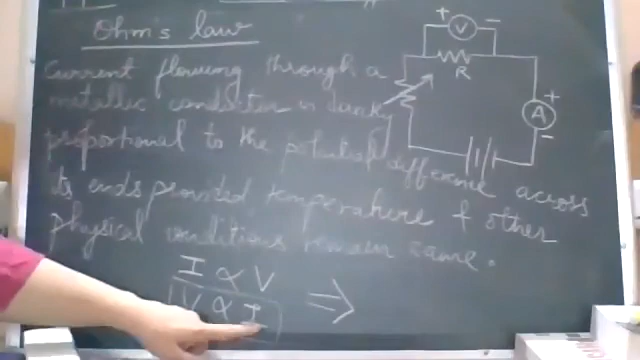 Ohm's law
Current flowing through a
metallic conductor is directly
proportional to the potential difference across
its ends provided temperature & other
physical conditions remain same.
I ∝ V
V ∝ I ⇒
+ V −
R
+
A
−